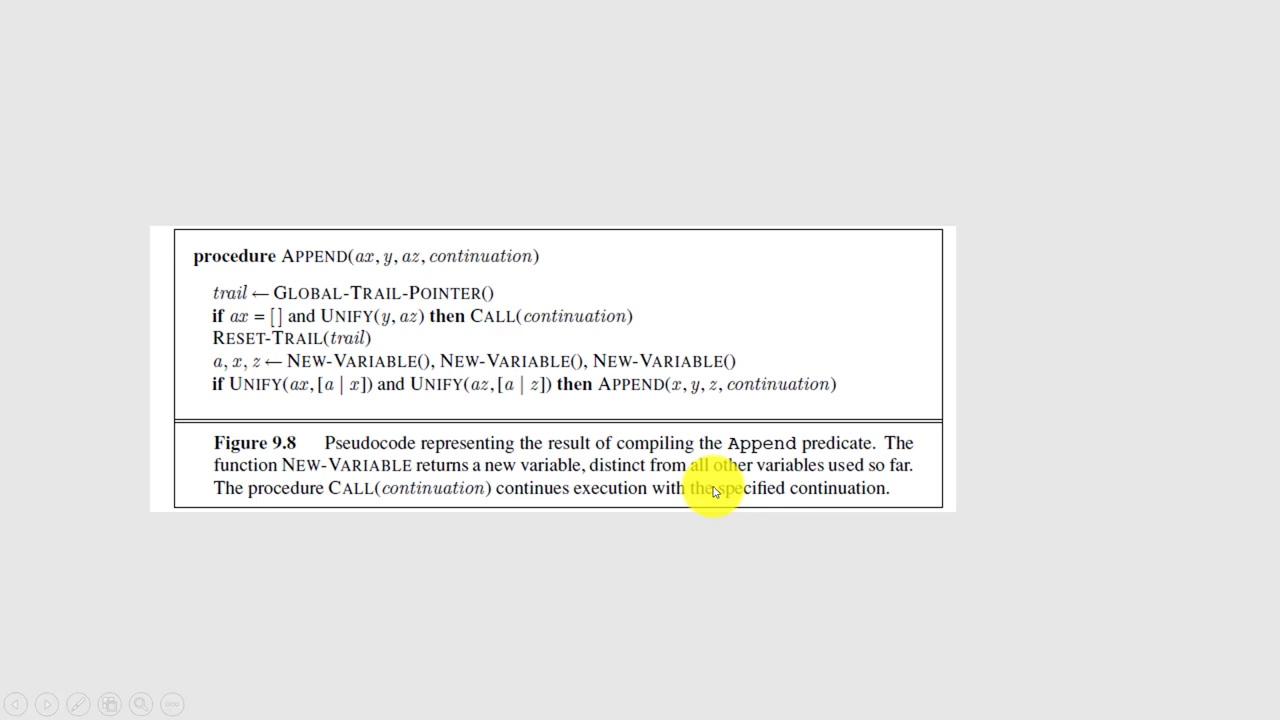 procedure APPEND(ax, y, az, continuation)
trail ← GLOBAL-TRAIL-POINTER()
if ax = [ ] and UNIFY(y, az) then CALL(continuation)
RESET-TRAIL(trail)
a, x, z ← NEW-VARIABLE(), NEW-VARIABLE(), NEW-VARIABLE()
if UNIFY(ax, [a | x]) and UNIFY(az, [a | z]) then APPEND(x, y, z, continuation)
Figure 9.8 Pseudocode representing the result of compiling the Append predicate. The
function NEW-VARIABLE returns a new variable, distinct from all other variables used so far.
The procedure CALL(continuation) continues execution with the specified continuation.